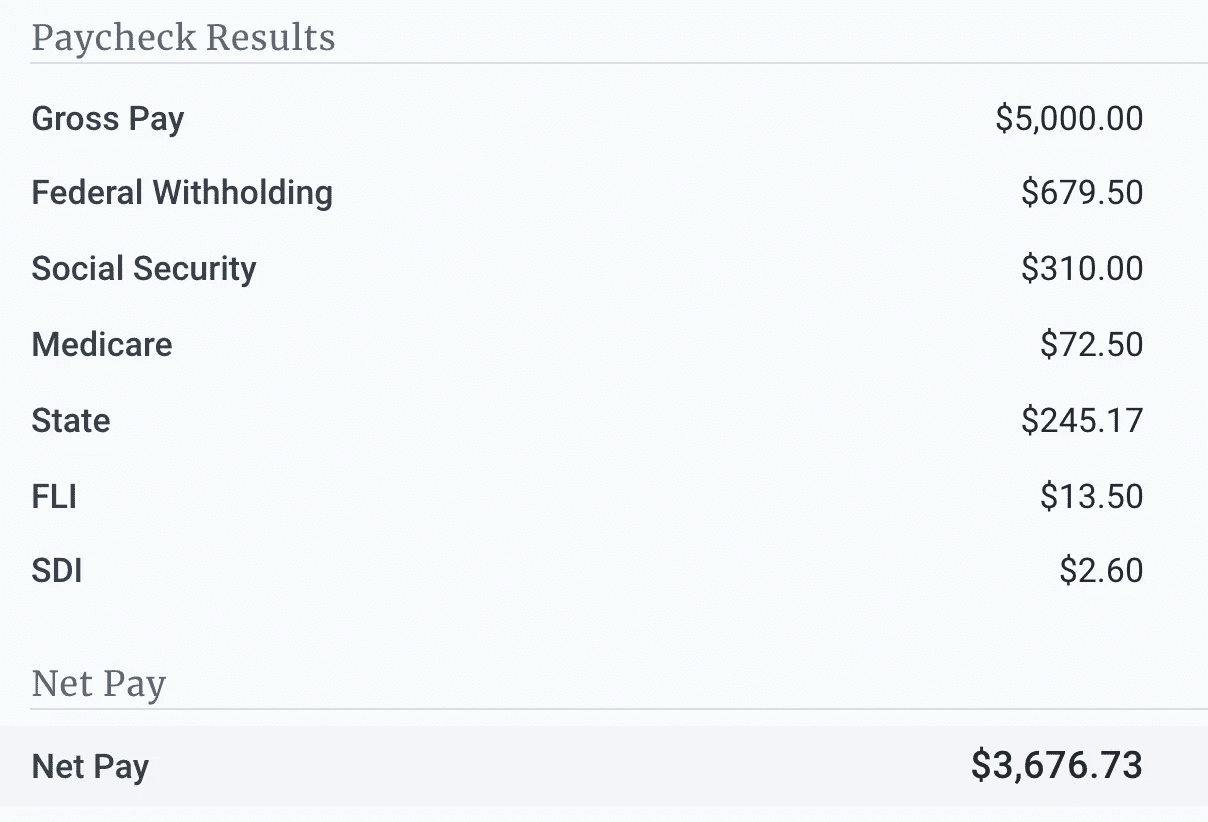 Paycheck Results
Gross Pay $5,000.00
Federal Withholding $679.50
Social Security $310.00
Medicare $72.50
State $245.17
FLI $13.50
SDI $2.60
Net Pay
Net Pay $3,676.73